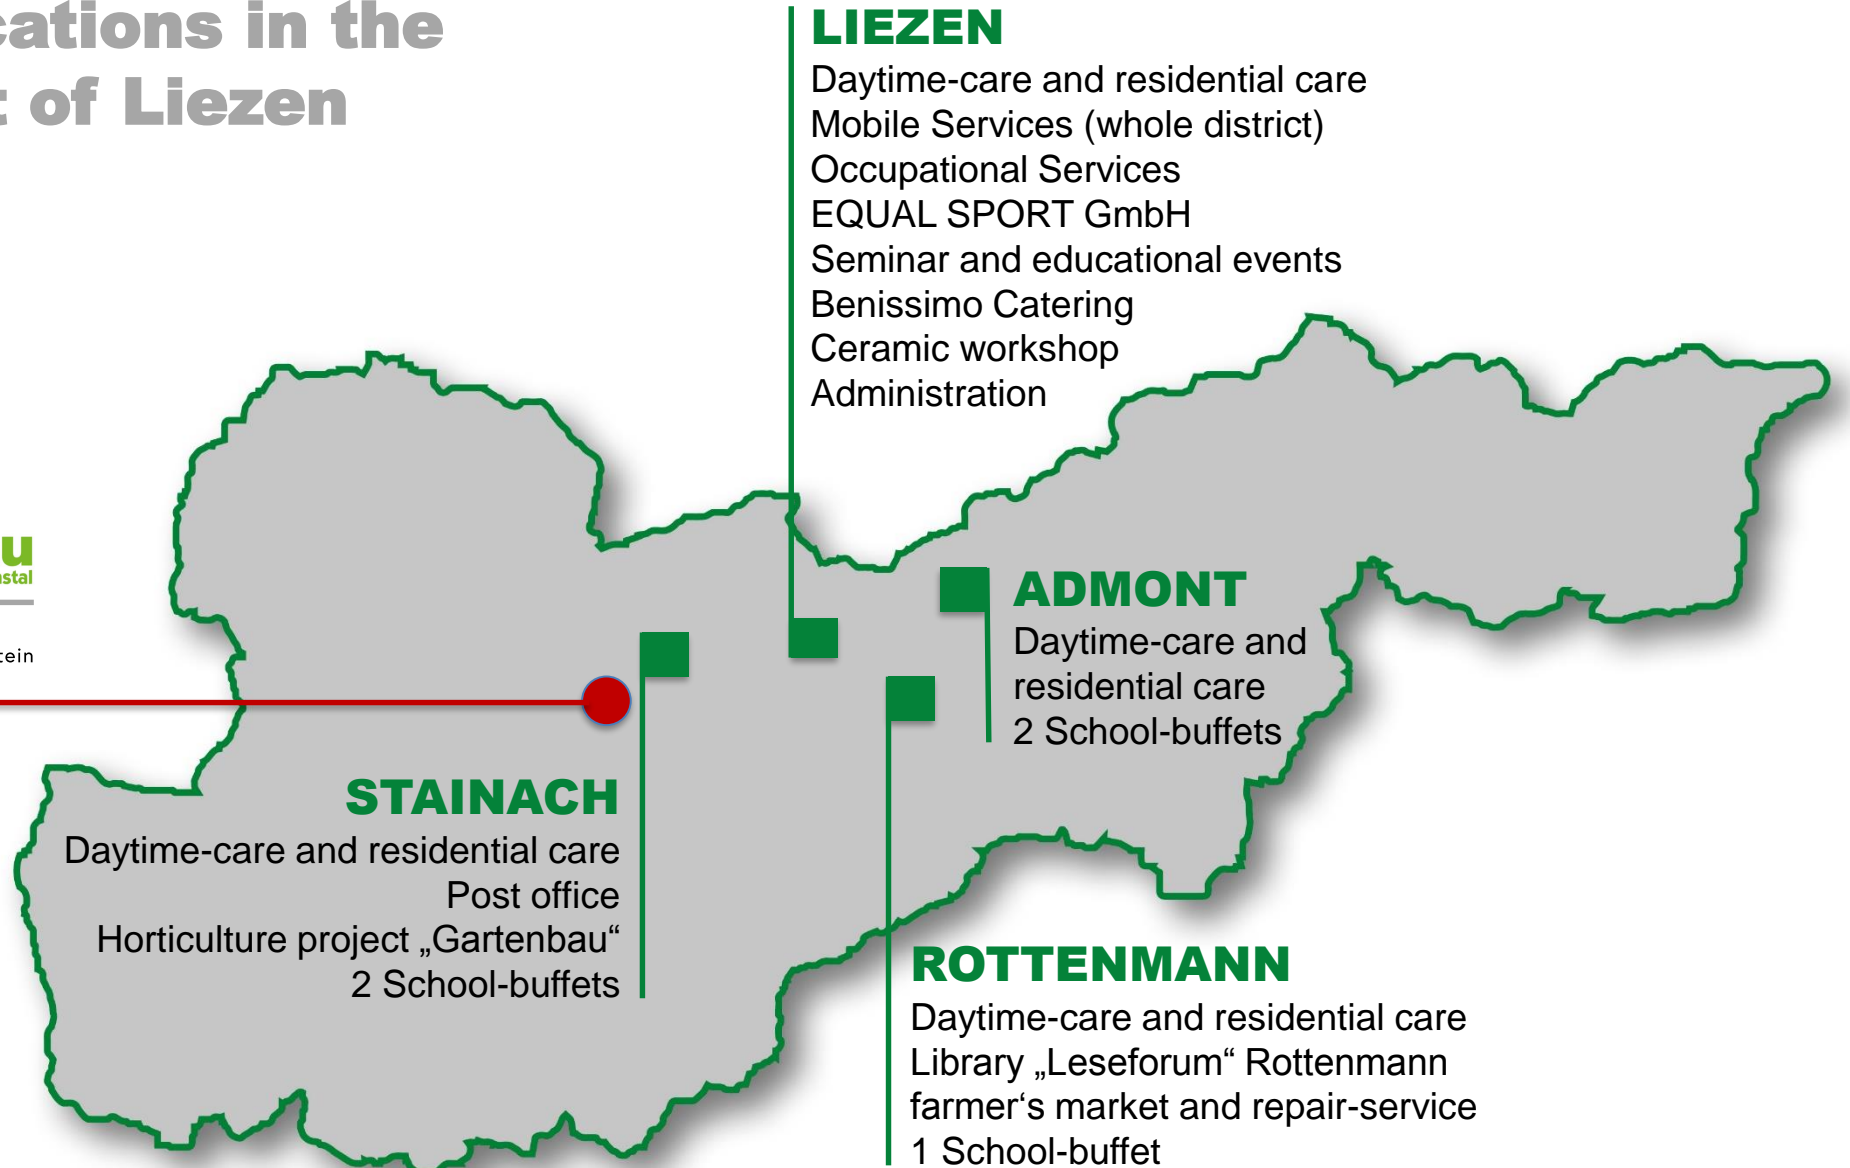 in the
of Liezen
LIEZEN
Daytime-care and residential care
Mobile Services (whole district)
Occupational Services
EQUAL SPORT GmbH
Seminar and educational events
Benissimo Catering
Ceramic workshop
Administration
ADMONT
Daytime-care and
residential care
2 School-buffets
STAINACH
Daytime-care and residential care
Post office
Horticulture project „Gartenbau“
2 School-buffets
ROTTENMANN
Daytime-care and residential care
Library „Leseforum“ Rottenmann
farmer‘s market and repair-service
1 School-buffet